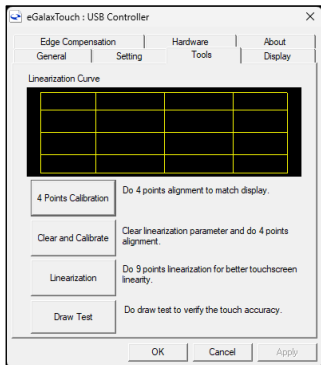 eGalaxTouch : USB Controller
Edge Compensation Hardware About
General Setting Tools Display
Linearization Curve
4 Points Calibration
Do 4 points alignment to match display.
Clear and Calibrate
Clear linearization parameter and do 4 points
alignment.
Linearization
Do 9 points linearization for better touchscreen
linearity.
Draw Test
Do draw test to verify the touch accuracy.
OK Cancel Apply